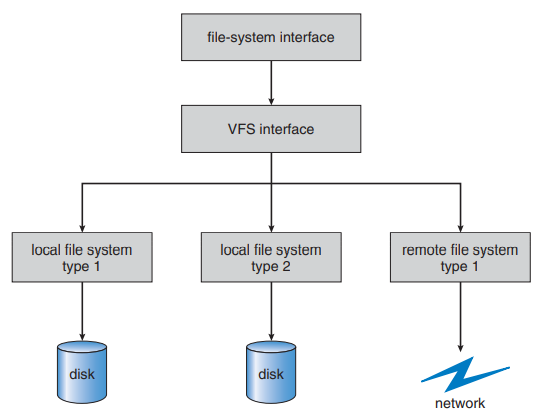 file-system interface
VFS interface
local file system
type 1
local file system
type 2
remote file system
type 1
disk
disk
network